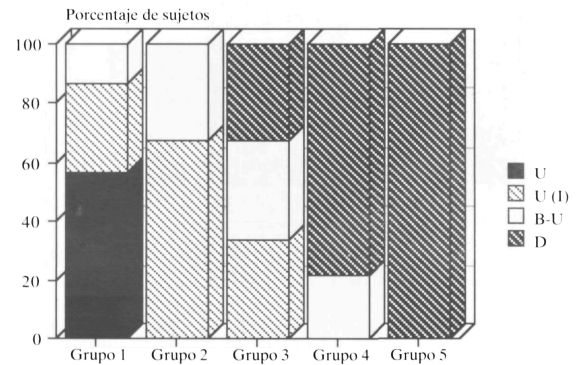 Porcentaje de sujetos
100
80
60
40
20
0
Grupo 1 Grupo 2 Grupo 3 Grupo 4 Grupo 5
U
U (I)
B-U
D